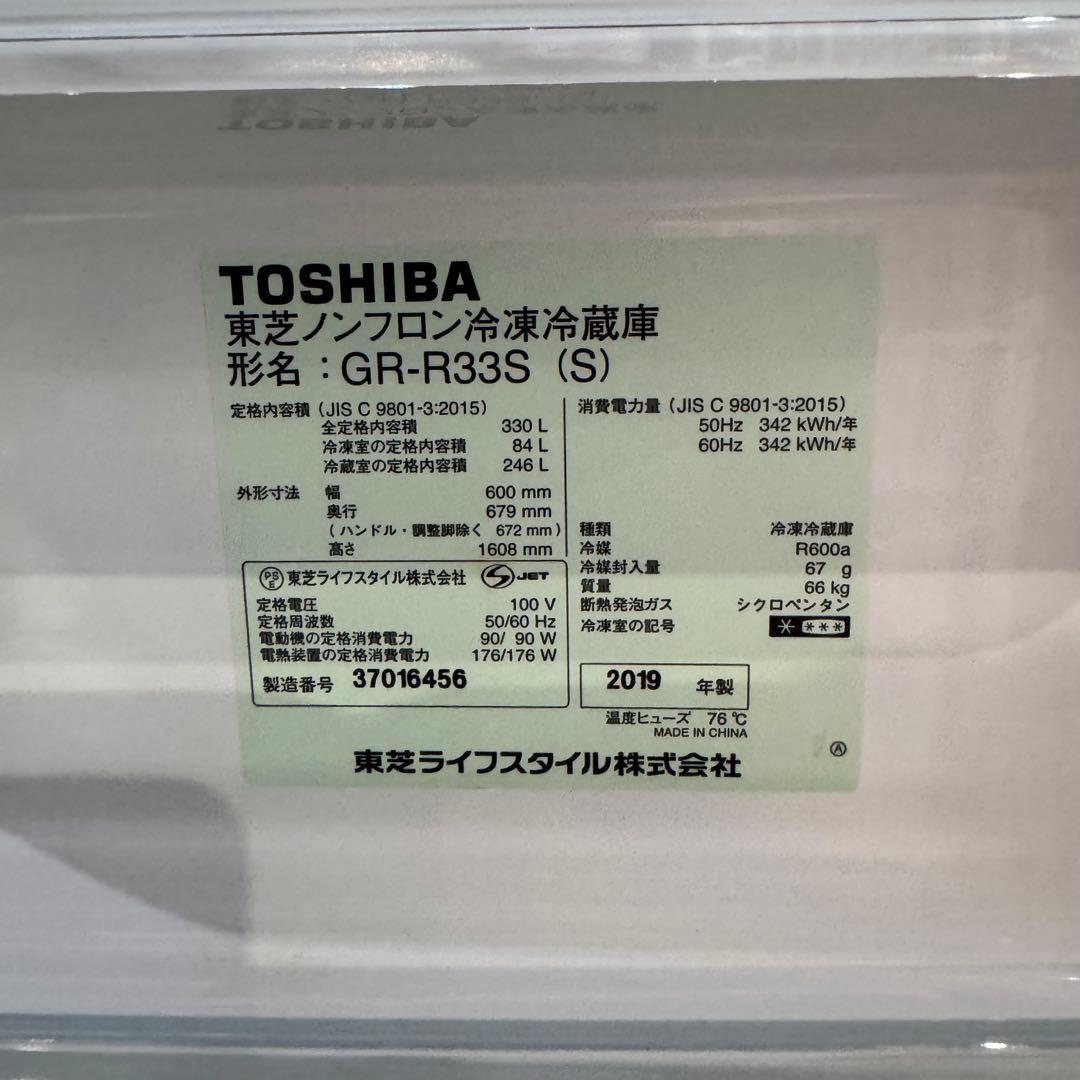 TOSHIBA
東芝ノンフロン冷凍冷蔵庫
形名：GR-R33S (S)
定格内容積 (JIS C 9801-3:2015)
全定格内容積 330 L
冷凍室の定格内容積 84 L
冷蔵室の定格内容積 246 L
外形寸法 幅 600 mm
奥行 679 mm
(ハンドル・調整脚除く 672 mm)
高さ 1608 mm
消費電力量 (JIS C 9801-3:2015)
50Hz 342 kWh/年
60Hz 342 kWh/年
種類 冷凍冷蔵庫
冷媒 R600a
冷媒封入量 67 g
質量 66 kg
断熱発泡ガス シクロペンタン
冷凍室の記号 * ***
PSE 東芝ライフスタイル株式会社 S JET
定格電圧 100 V
定格周波数 50/60 Hz
電動機の定格消費電力 90/ 90 W
電熱装置の定格消費電力 176/176 W
製造番号 37016456
2019 年製
温度ヒューズ 76 ℃
MADE IN CHINA
Ⓐ
東芝ライフスタイル株式会社